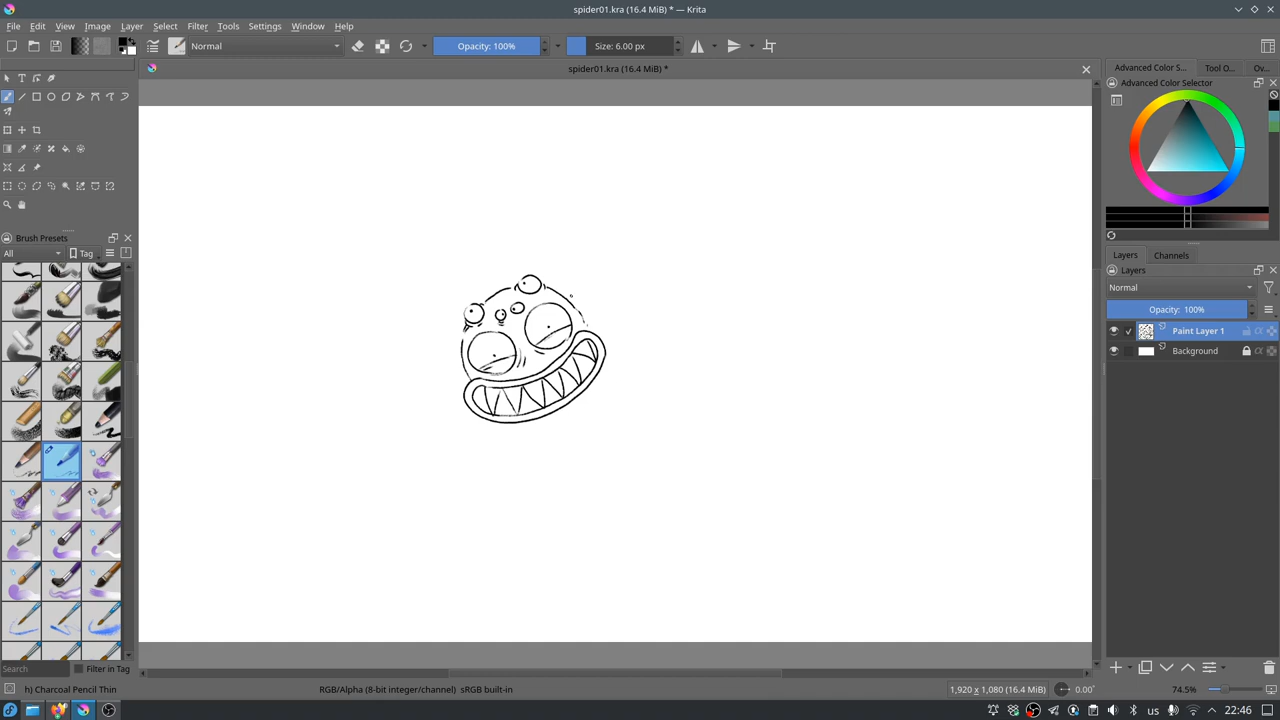 spider01.kra (16.4 MiB) * — Krita
File Edit View Image Layer Select Filter Tools Settings Window Help
Normal Opacity: 100% Size: 6.00 px
spider01.kra (16.4 MiB) *
Advanced Color S... Tool O... Ov...
Advanced Color Selector
Brush Presets
All Tag
Layers Channels
Layers
Normal
Opacity: 100%
Paint Layer 1
Background
Search Filter in Tag
h) Charcoal Pencil Thin RGB/Alpha (8-bit integer/channel) sRGB built-in 1,920 x 1,080 (16.4 MiB) 0.00° 74.5%
us 22:46